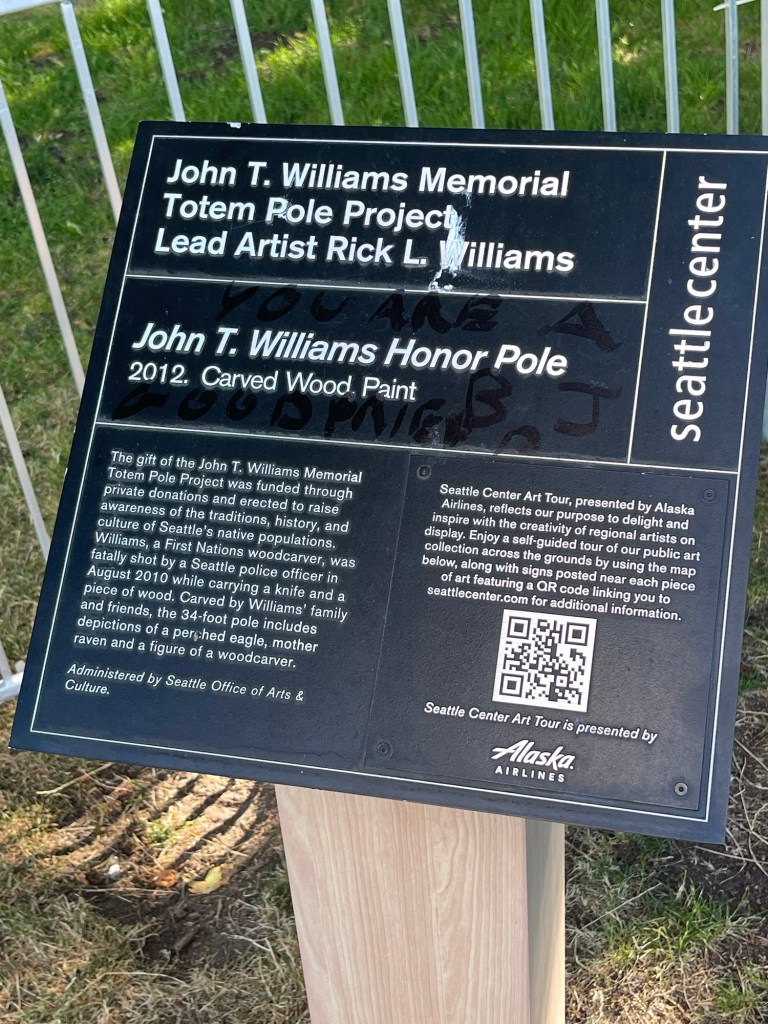 John T. Williams Memorial
Totem Pole Project
Lead Artist Rick L. Williams
seattle center
YOU ARE A
John T. Williams Honor Pole
2012. Carved Wood, Paint
GOOD
The gift of the John T. Williams Memorial
Totem Pole Project was funded through
private donations and erected to raise
awareness of the traditions, history, and
culture of Seattle's native populations.
Williams, a First Nations woodcarver, was
fatally shot by a Seattle police officer in
August 2010 while carrying a knife and a
piece of wood. Carved by Williams' family
and friends, the 34-foot pole includes
depictions of a perched eagle, mother
raven and a figure of a woodcarver.
Administered by Seattle Office of Arts &
Culture.
Seattle Center Art Tour, presented by Alaska
Airlines, reflects our purpose to delight and
inspire with the creativity of regional artists on
display. Enjoy a self-guided tour of our public art
collection across the grounds by using the map
below, along with signs posted near each piece
of art featuring a QR code linking you to
seattlecenter.com for additional information.
Seattle Center Art Tour is presented by
Alaska
AIRLINES